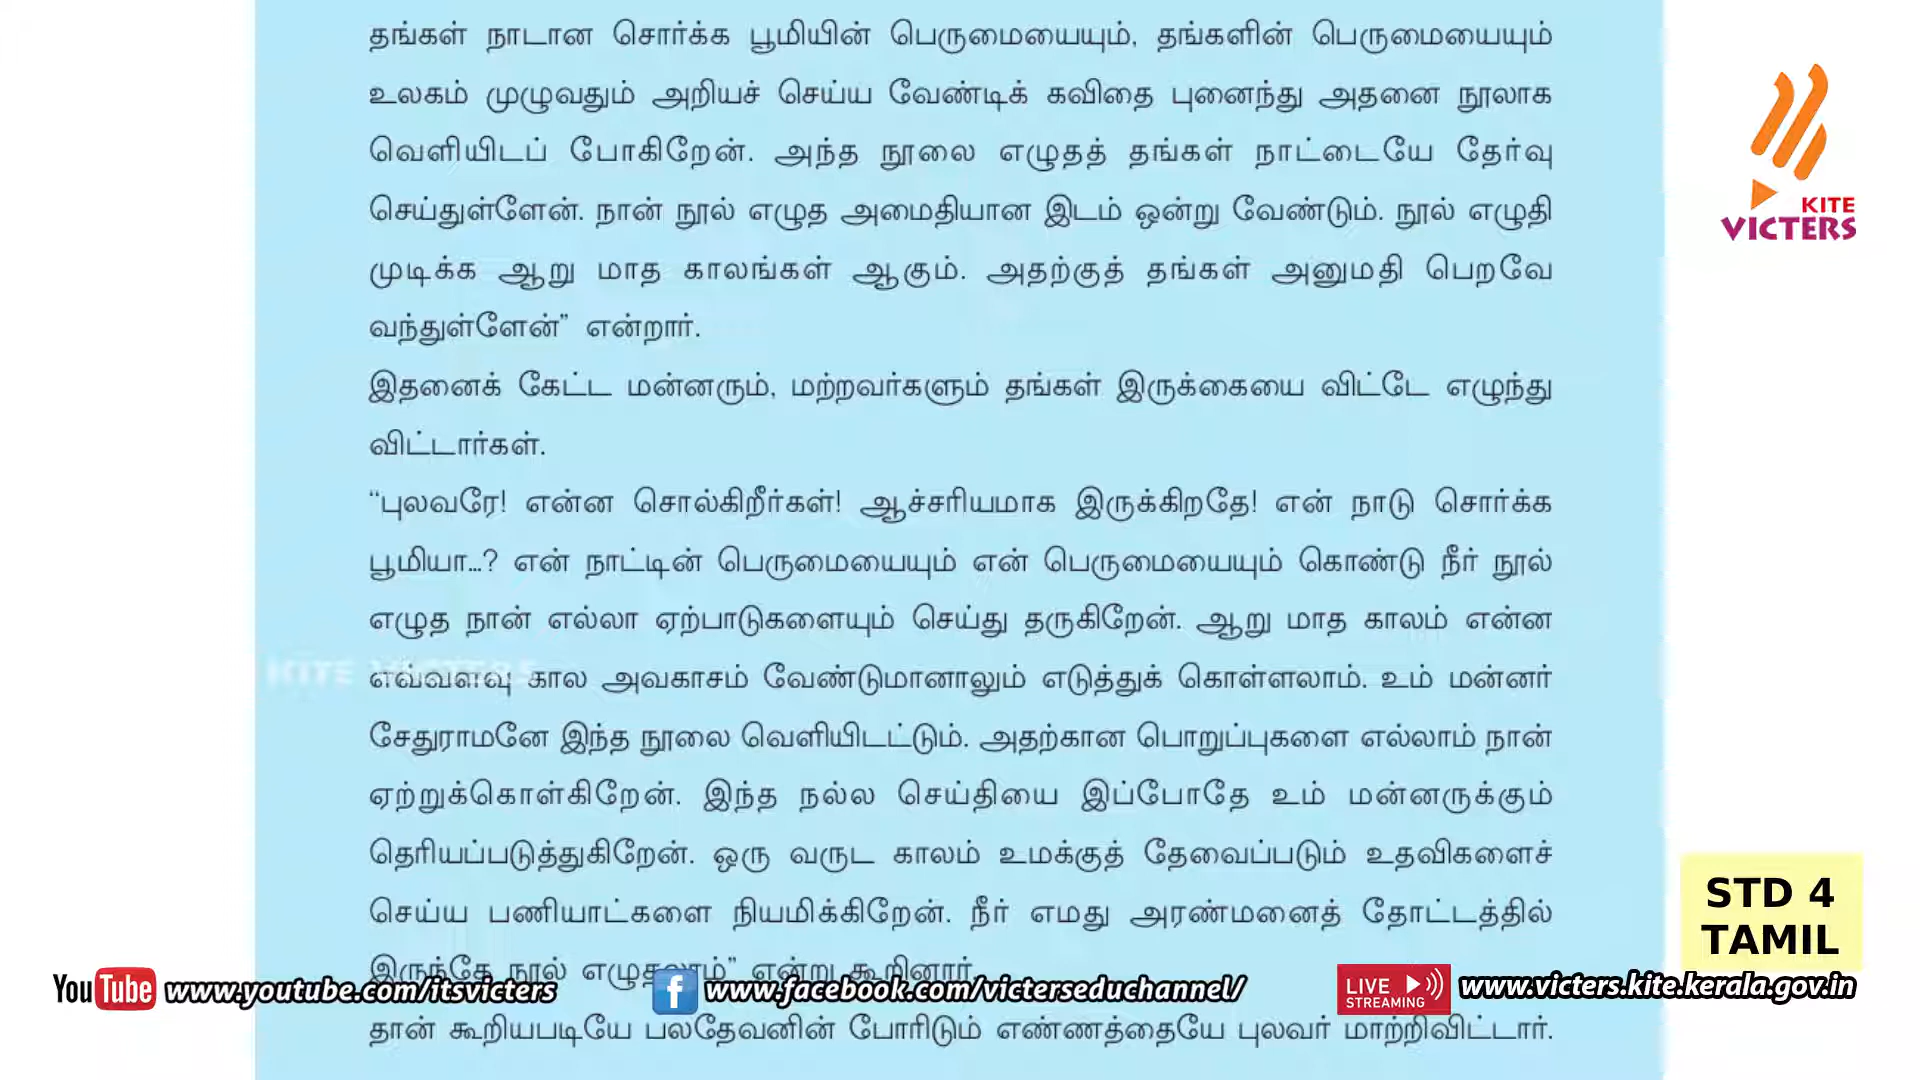 தங்கள் நாடான சொர்க்க பூமியின் பெருமையையும், தங்களின் பெருமையையும்
உலகம் முழுவதும் அறியச் செய்ய வேண்டிக் கவிதை புனைந்து அதனை நூலாக
வெளியிடப் போகிறேன். அந்த நூலை எழுதத் தங்கள் நாட்டையே தேர்வு
செய்துள்ளேன். நான் நூல் எழுத அமைதியான இடம் ஒன்று வேண்டும். நூல் எழுதி
முடிக்க ஆறு மாத காலங்கள் ஆகும். அதற்குத் தங்கள் அனுமதி பெறவே
வந்துள்ளேன்” என்றார்.
இதனைக் கேட்ட மன்னரும், மற்றவர்களும் தங்கள் இருக்கையை விட்டே எழுந்து
விட்டார்கள்.
“புலவரே! என்ன சொல்கிறீர்கள்! ஆச்சரியமாக இருக்கிறதே! என் நாடு சொர்க்க
பூமியா...? என் நாட்டின் பெருமையையும் என் பெருமையையும் கொண்டு நீர் நூல்
எழுத நான் எல்லா ஏற்பாடுகளையும் செய்து தருகிறேன். ஆறு மாத காலம் என்ன
எவ்வளவு கால அவகாசம் வேண்டுமானாலும் எடுத்துக் கொள்ளலாம். உம் மன்னர்
சேதுராமனே இந்த நூலை வெளியிடட்டும். அதற்கான பொறுப்புகளை எல்லாம் நான்
ஏற்றுக்கொள்கிறேன். இந்த நல்ல செய்தியை இப்போதே உம் மன்னருக்கும்
தெரியப்படுத்துகிறேன். ஒரு வருட காலம் உமக்குத் தேவைப்படும் உதவிகளைச்
செய்ய பணியாட்களை நியமிக்கிறேன். நீர் எமது அரண்மனைத் தோட்டத்தில்
இருந்தே நூல் எழுதலாம்” என்று கூறினார்.
தான் கூறியபடியே பலதேவனின் போரிடும் எண்ணத்தையே புலவர் மாற்றிவிட்டார்.
KITE VICTERS
KITE
VICTERS
STD 4
TAMIL
YouTube www.youtube.com/itsvicters
f www.facebook.com/victerseduchannel/
LIVE STREAMING www.victers.kite.kerala.gov.in